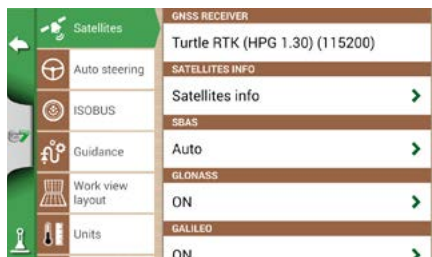 Satellites
Auto steering
ISOBUS
Guidance
Work view
layout
Units
GNSS RECEIVER
Turtle RTK (HPG 1.30) (115200)
SATELLITES INFO
Satellites info
SBAS
Auto
GLONASS
ON
GALILEO
ON